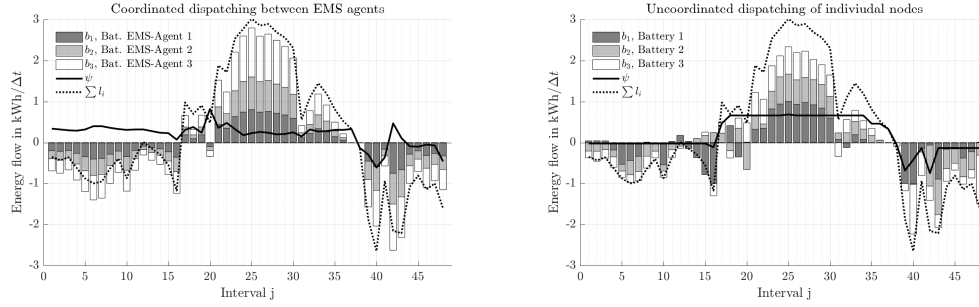 Coordinated dispatching between EMS agents
Energy flow in kWh/Δt
3
2
1
0
-1
-2
-3
b₁, Bat. EMS-Agent 1
b₂, Bat. EMS-Agent 2
b₃, Bat. EMS-Agent 3
ψ
∑ lᵢ
0 5 10 15 20 25 30 35 40 45
Interval j
Uncoordinated dispatching of indiviudal nodes
Energy flow in kWh/Δt
3
2
1
0
-1
-2
-3
b₁, Battery 1
b₂, Battery 2
b₃, Battery 3
ψ
∑ lᵢ
0 5 10 15 20 25 30 35 40 45
Interval j